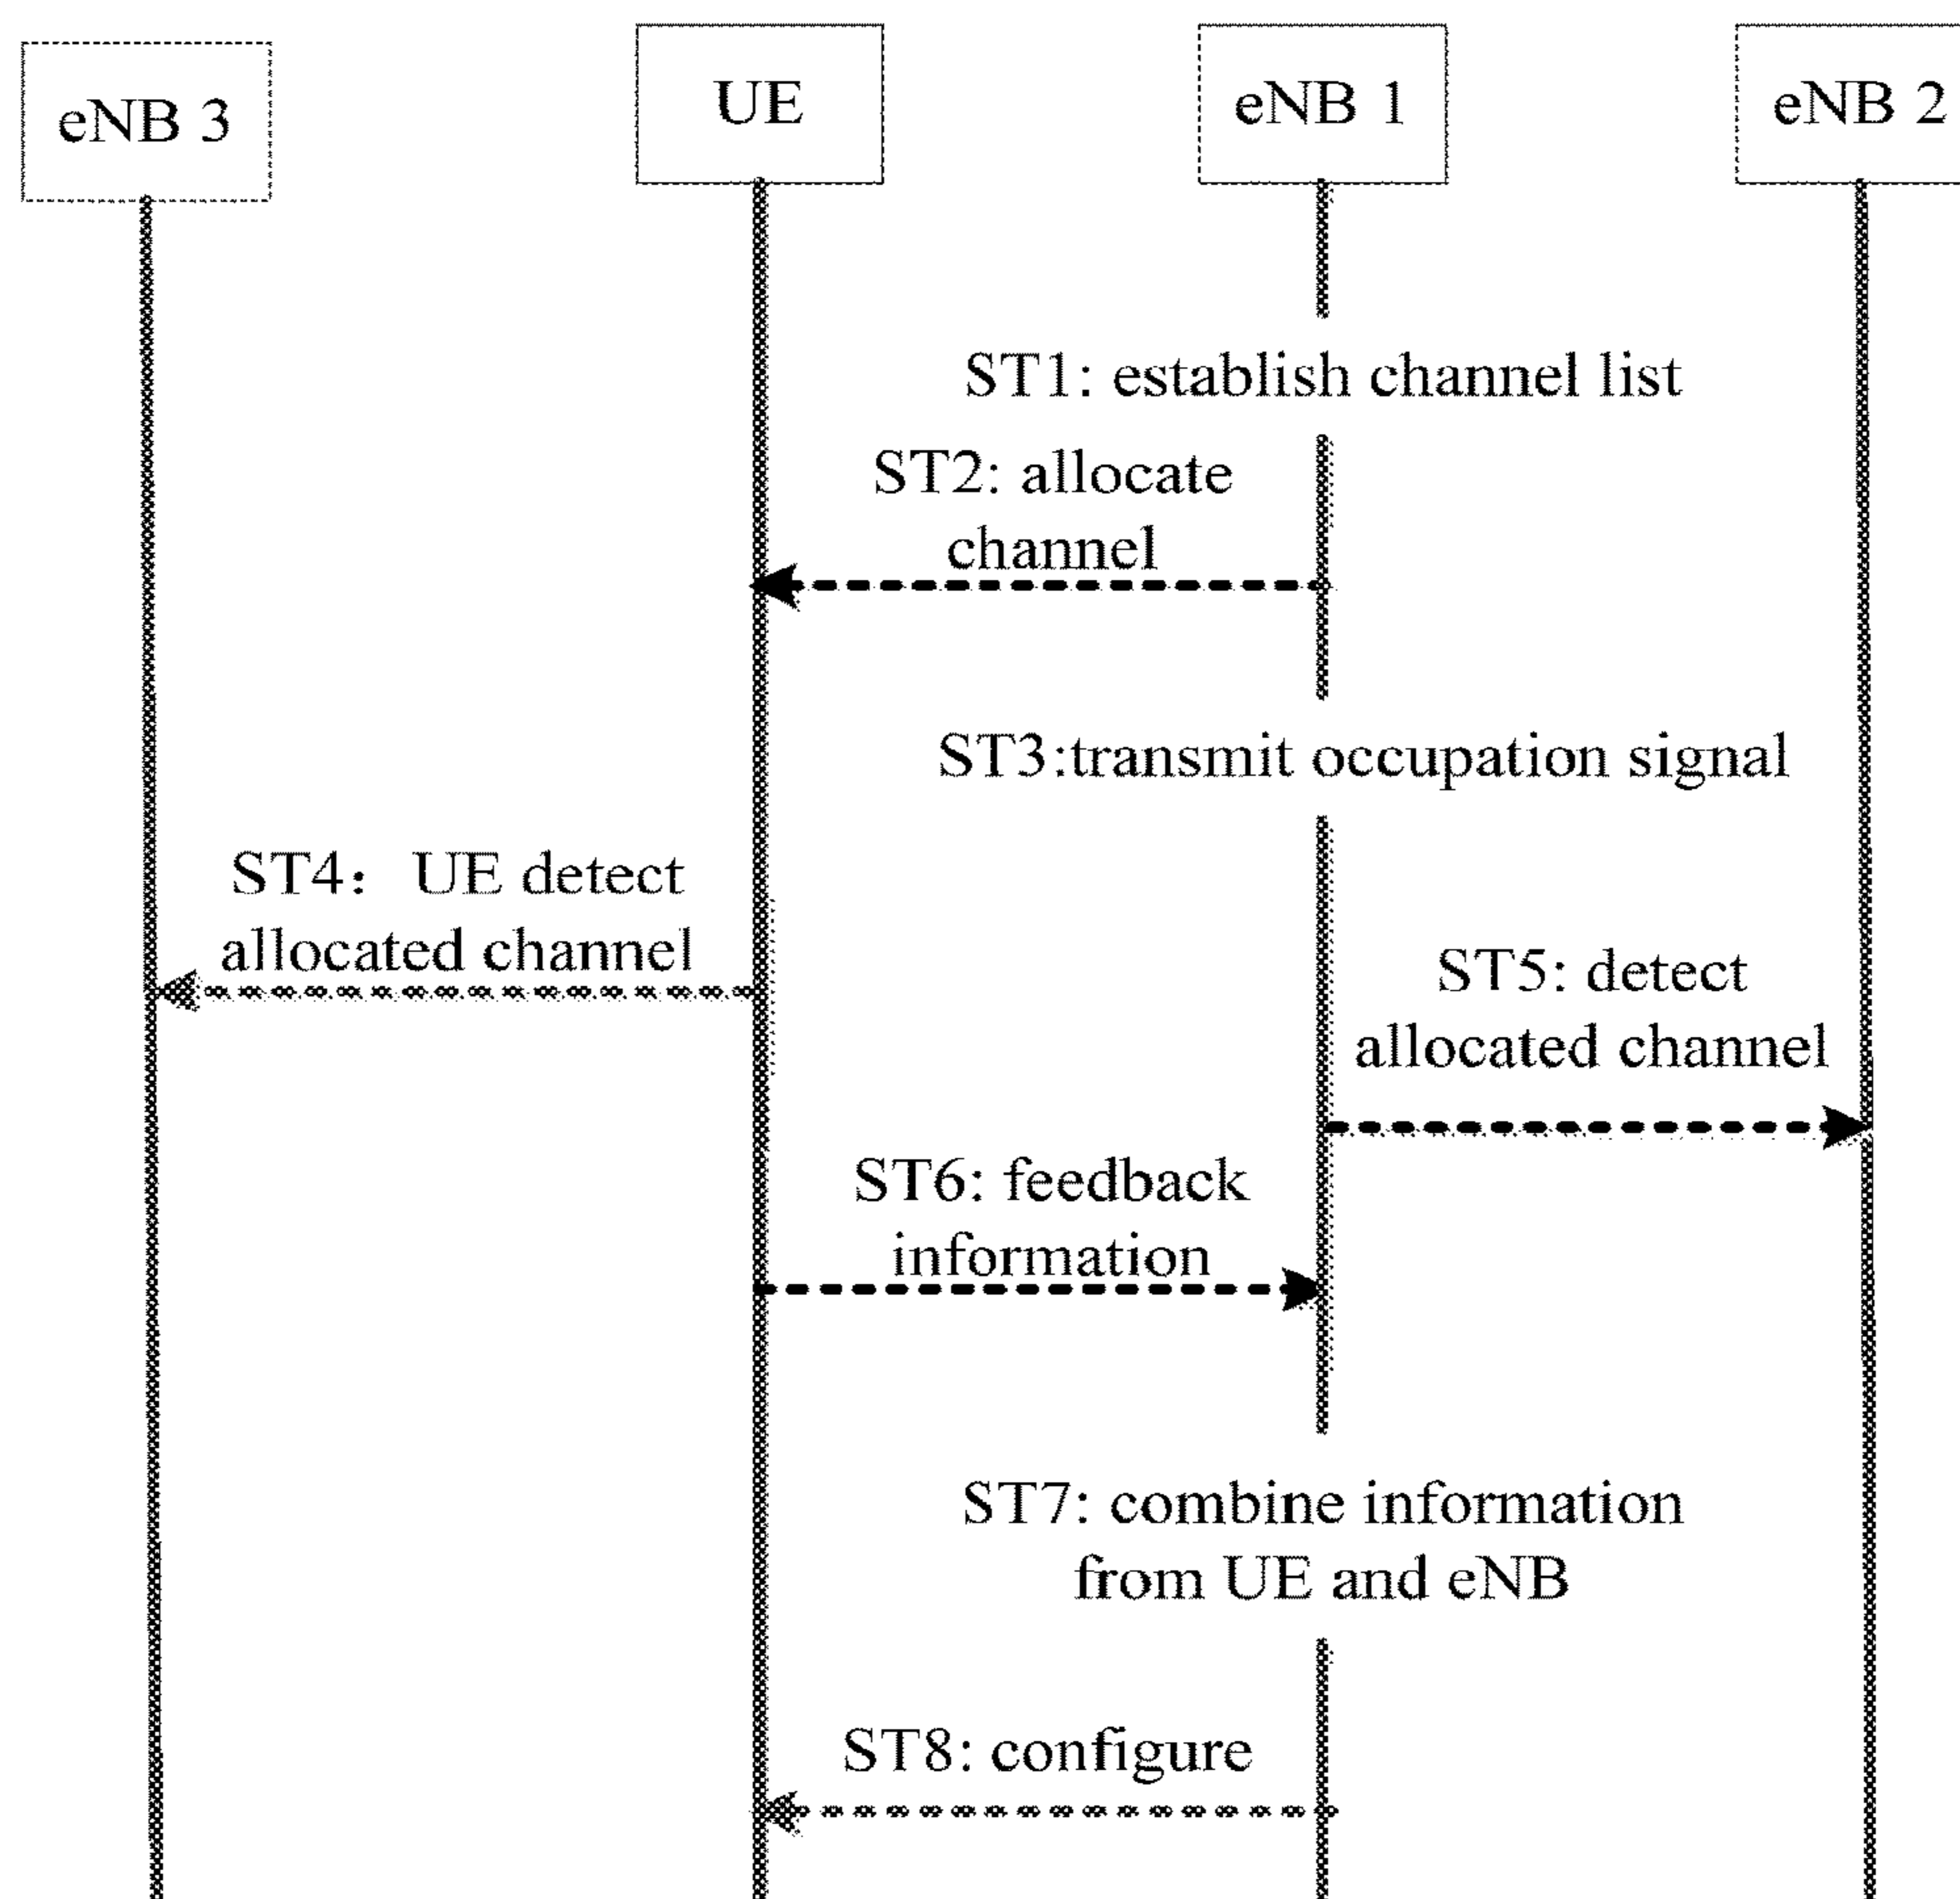 eNB 3
UE
eNB 1
eNB 2
ST1: establish channel list
ST2: allocate
channel
ST3:transmit occupation signal
ST4: UE detect
allocated channel
ST5: detect
allocated channel
ST6: feedback
information
ST7: combine information
from UE and eNB
ST8: configure